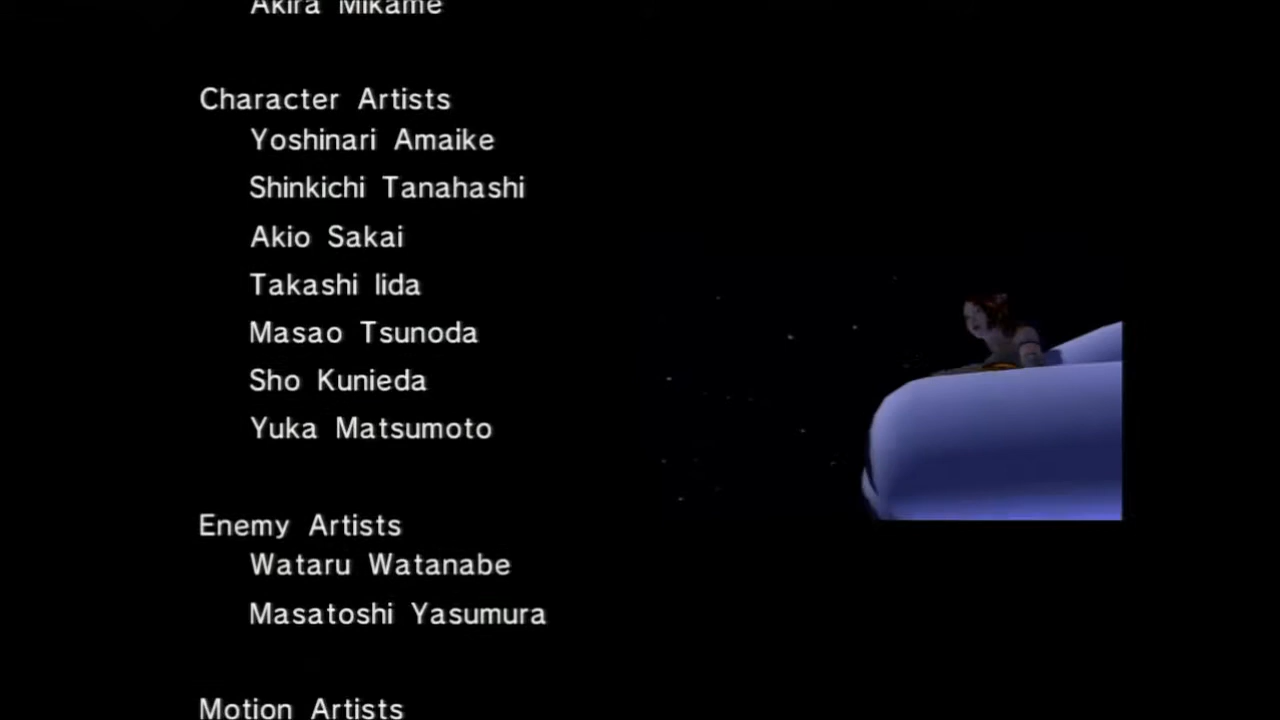 Akira Mikame
Character Artists
Yoshinari Amaike
Shinkichi Tanahashi
Akio Sakai
Takashi Iida
Masao Tsunoda
Sho Kunieda
Yuka Matsumoto
Enemy Artists
Wataru Watanabe
Masatoshi Yasumura
Motion Artists